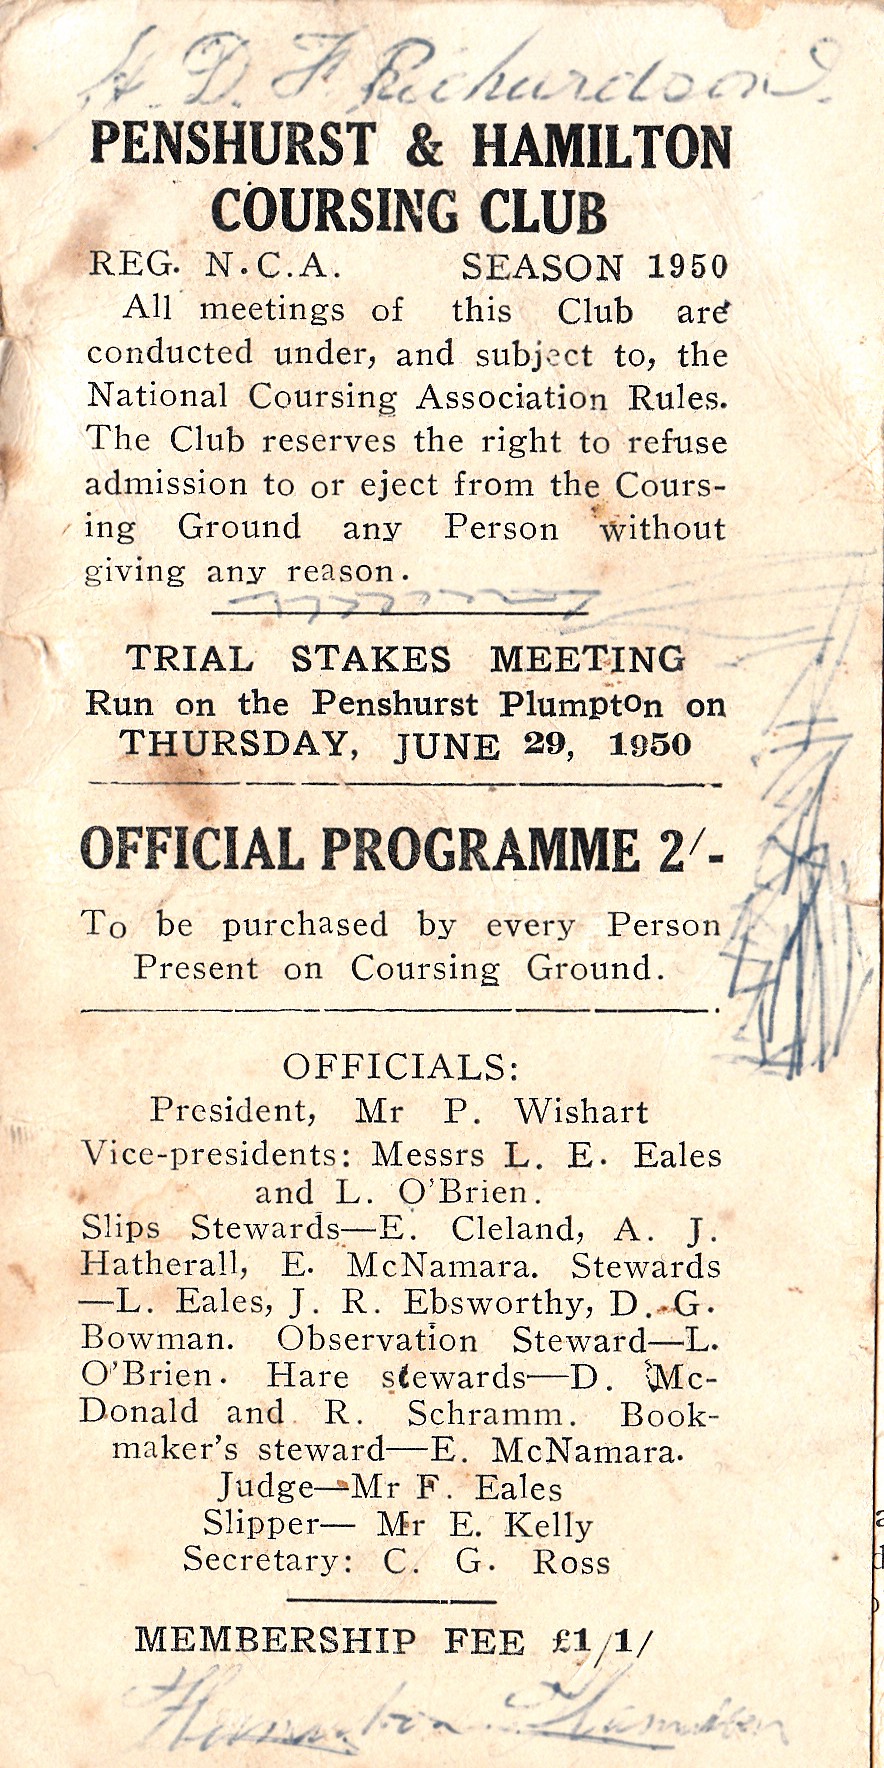 H. D. F. Richardson
PENSHURST & HAMILTON
COURSING CLUB
REG. N.C.A. SEASON 1950
All meetings of this Club are
conducted under, and subject to, the
National Coursing Association Rules.
The Club reserves the right to refuse
admission to or eject from the Cours-
ing Ground any Person without
giving any reason.
TRIAL STAKES MEETING
Run on the Penshurst Plumpton on
THURSDAY, JUNE 29, 1950
OFFICIAL PROGRAMME 2/-
To be purchased by every Person
Present on Coursing Ground.
OFFICIALS:
President, Mr P. Wishart
Vice-presidents: Messrs L. E. Eales
and L. O'Brien.
Slips Stewards—E. Cleland, A. J.
Hatherall, E. McNamara. Stewards
—L. Eales, J. R. Ebsworthy, D. G.
Bowman. Observation Steward—L.
O'Brien. Hare stewards—D. Mc-
Donald and R. Schramm. Book-
maker's steward—E. McNamara.
Judge—Mr F. Eales
Slipper— Mr E. Kelly
Secretary: C. G. Ross
MEMBERSHIP FEE £1/1/
Hamilton Hamilton